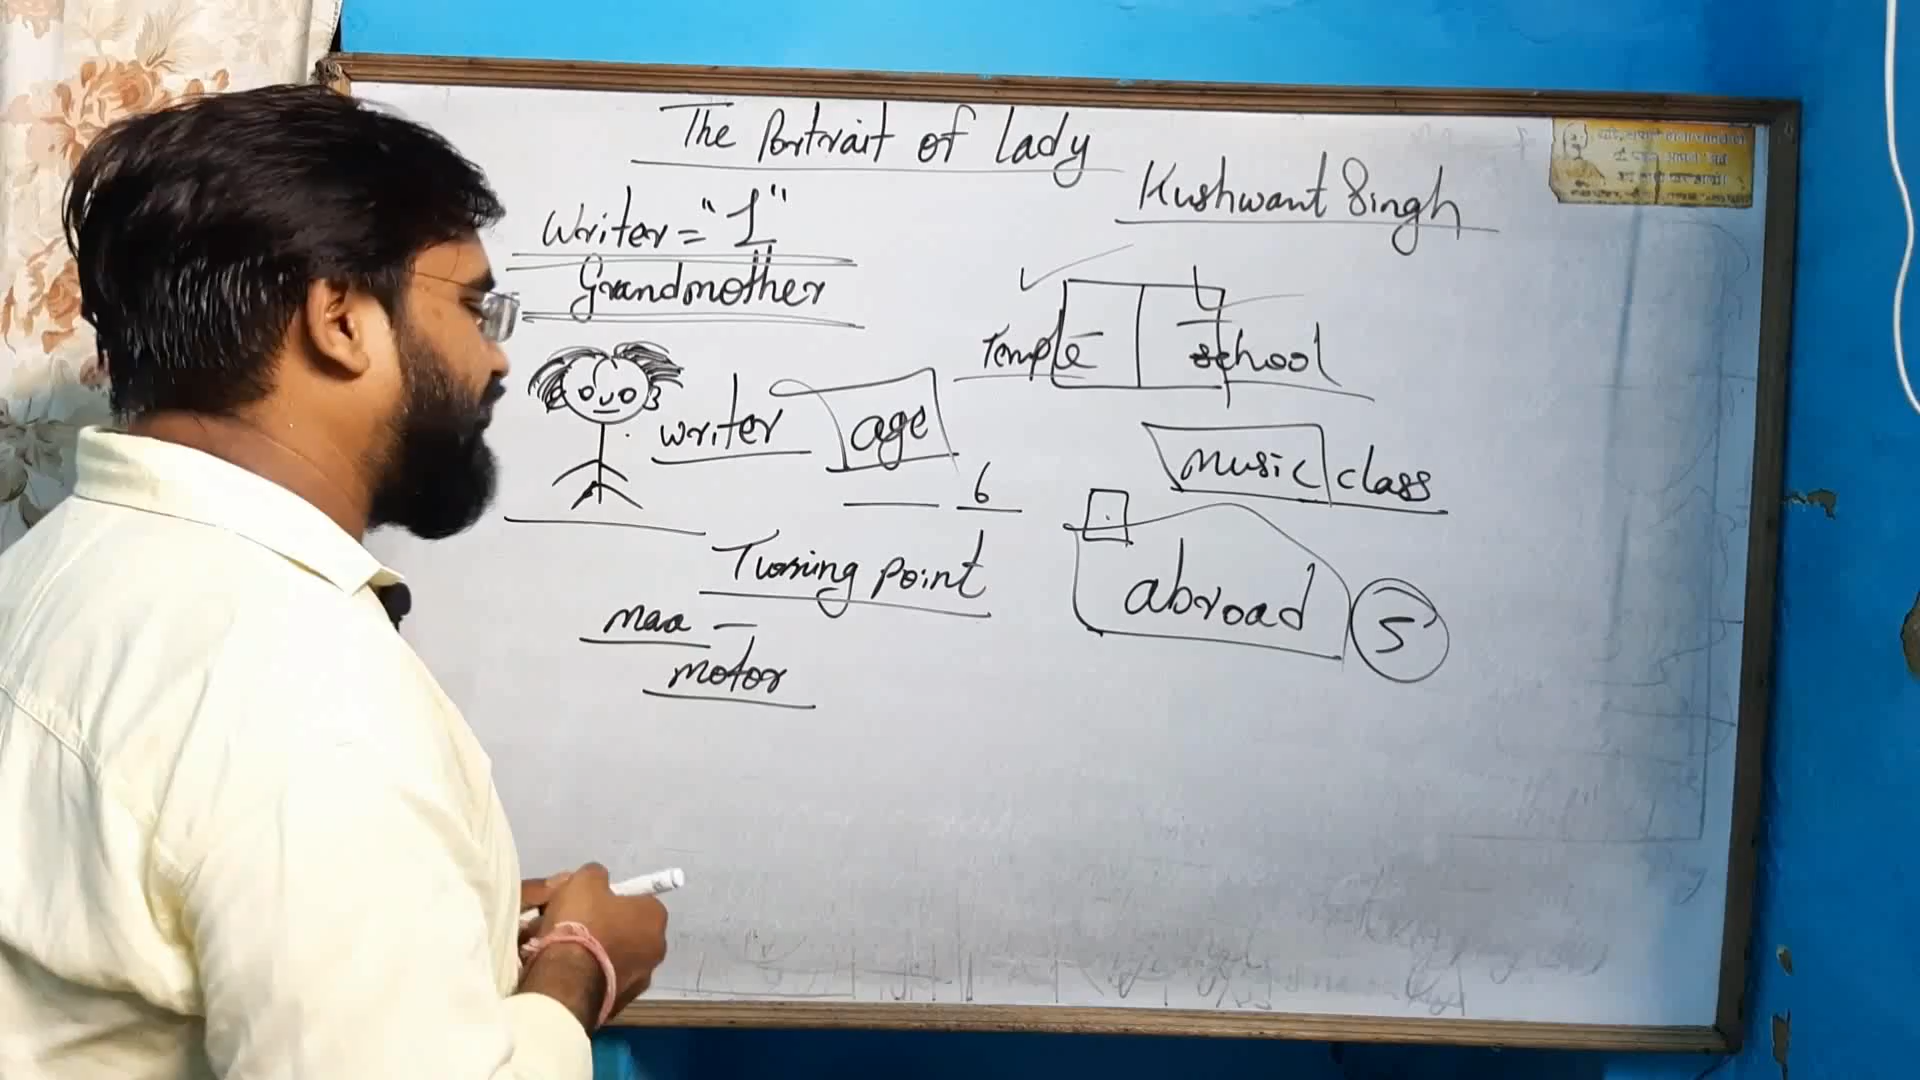 The Portrait of Lady
Kushwant Singh
Writer = "I"
Grandmother
Temple school
writer age
6
music class
Turning point
abroad 5
maa -
motor